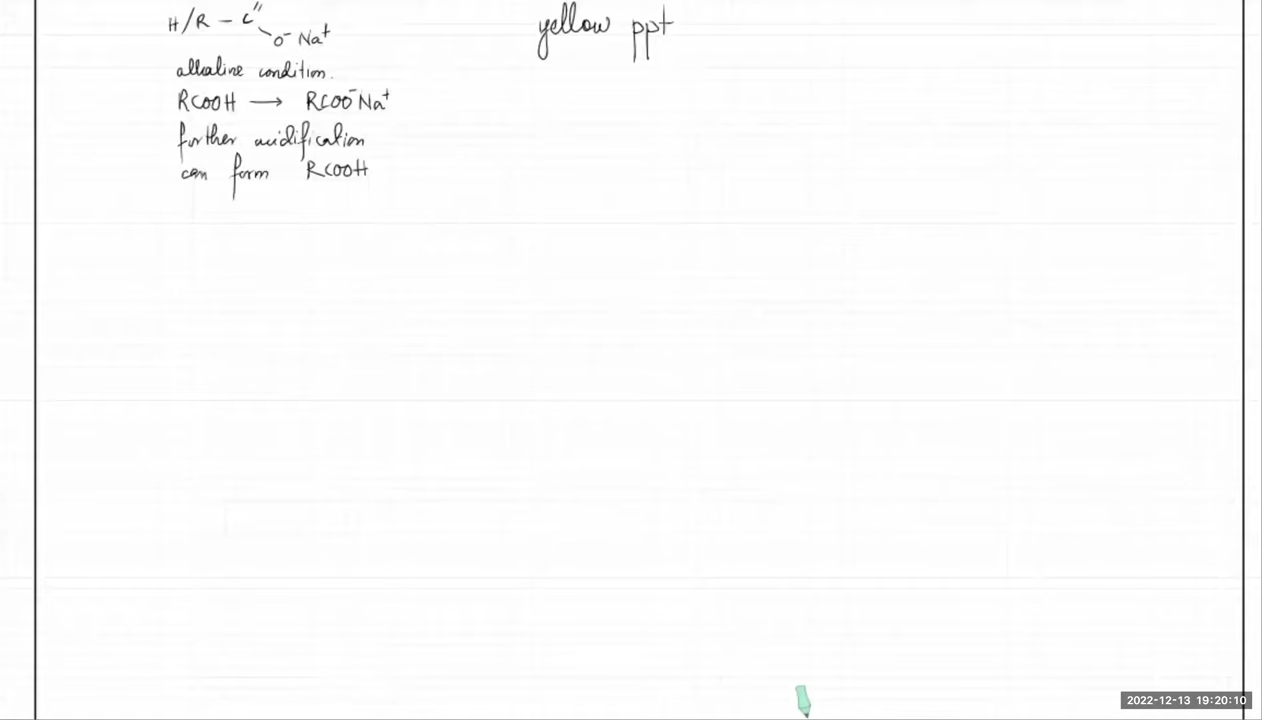 H/R - C
O⁻ Na⁺
yellow ppt
alkaline condition.
RCOOH → RCOO⁻Na⁺
further acidification
can form RCOOH
2022-12-13 19:20:10